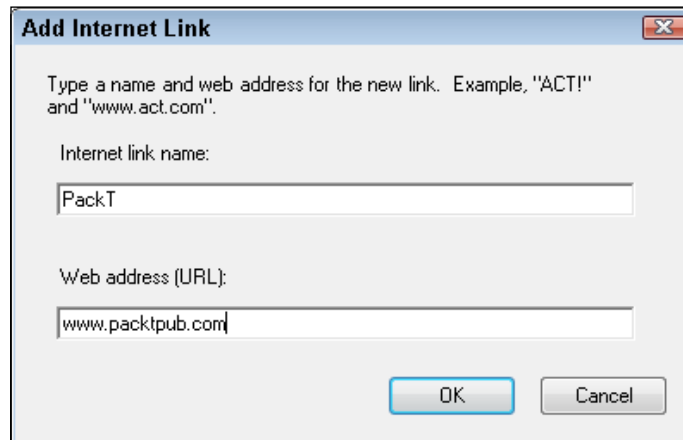 Add Internet Link
Type a name and web address for the new link.  Example, "ACT!"
and "www.act.com".
Internet link name:
PackT
Web address (URL):
www.packtpub.com
OK
Cancel